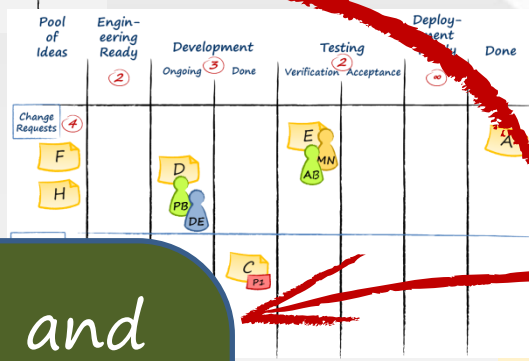 Pool
of
Ideas
Engin-
eering
Ready
2
Development
Ongoing 3 Done
Testing
2
Verification Acceptance
Deploy-
∞
Done
Change
Requests 4
F
H
D
PB
DE
E
MN
AB
A
C
P1
and